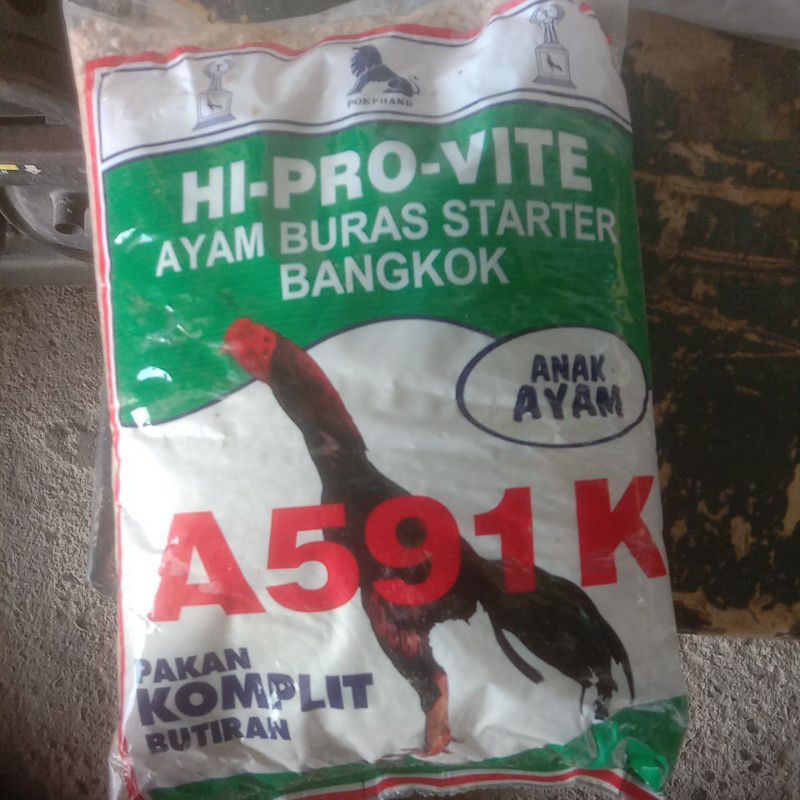 POKPHAND
HI-PRO-VITE
AYAM BURAS STARTER
BANGKOK
ANAK
AYAM
A591K
PAKAN
KOMPLIT
BUTIRAN